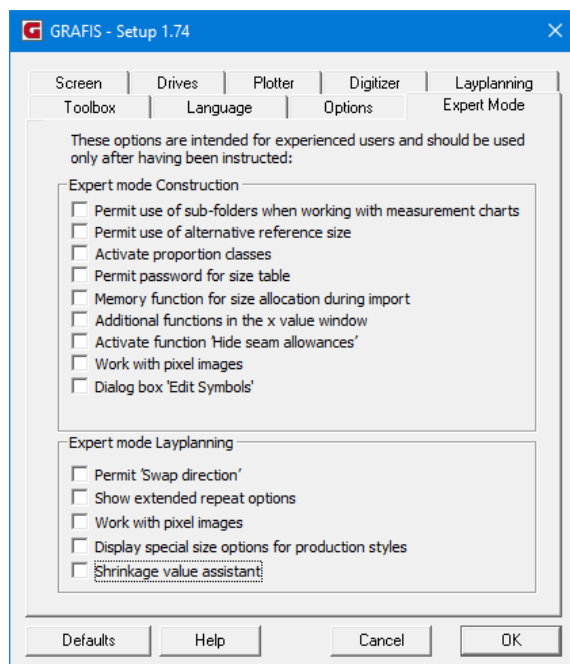 G GRAFIS - Setup 1.74
Screen Drives Plotter Digitizer Layplanning
Toolbox Language Options Expert Mode
These options are intended for experienced users and should be used
only after having been instructed:
Expert mode Construction
Permit use of sub-folders when working with measurement charts
Permit use of alternative reference size
Activate proportion classes
Permit password for size table
Memory function for size allocation during import
Additional functions in the x value window
Activate function 'Hide seam allowances'
Work with pixel images
Dialog box 'Edit Symbols'
Expert mode Layplanning
Permit 'Swap direction'
Show extended repeat options
Work with pixel images
Display special size options for production styles
Shrinkage value assistant
Defaults Help Cancel OK